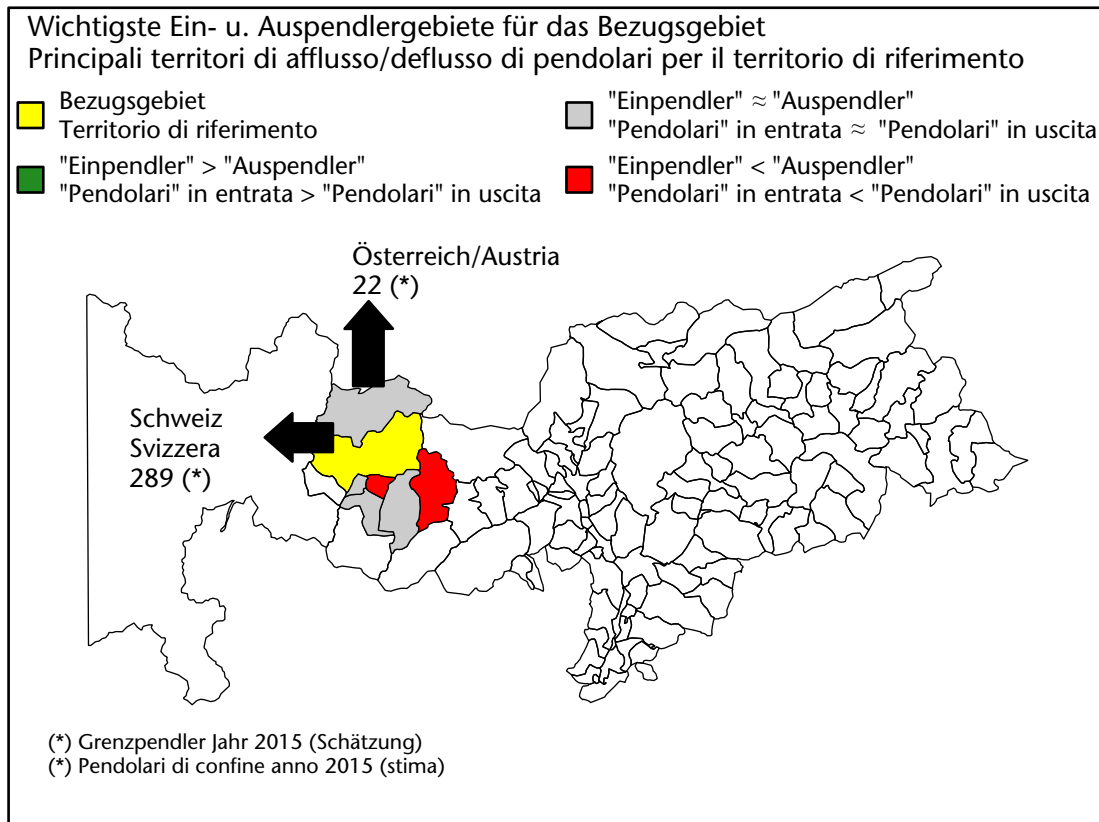 Wichtigste Ein- u. Auspendlergebiete für das Bezugsgebiet
Principali territori di afflusso/deflusso di pendolari per il territorio di riferimento
Bezugsgebiet
Territorio di riferimento
"Einpendler" > "Auspendler"
"Pendolari" in entrata > "Pendolari" in uscita
"Einpendler" ≈ "Auspendler"
"Pendolari" in entrata ≈ "Pendolari" in uscita
"Einpendler" < "Auspendler"
"Pendolari" in entrata < "Pendolari" in uscita
Österreich/Austria
22 (*)
Schweiz
Svizzera
289 (*)
(*) Grenzpendler Jahr 2015 (Schätzung)
(*) Pendolari di confine anno 2015 (stima)